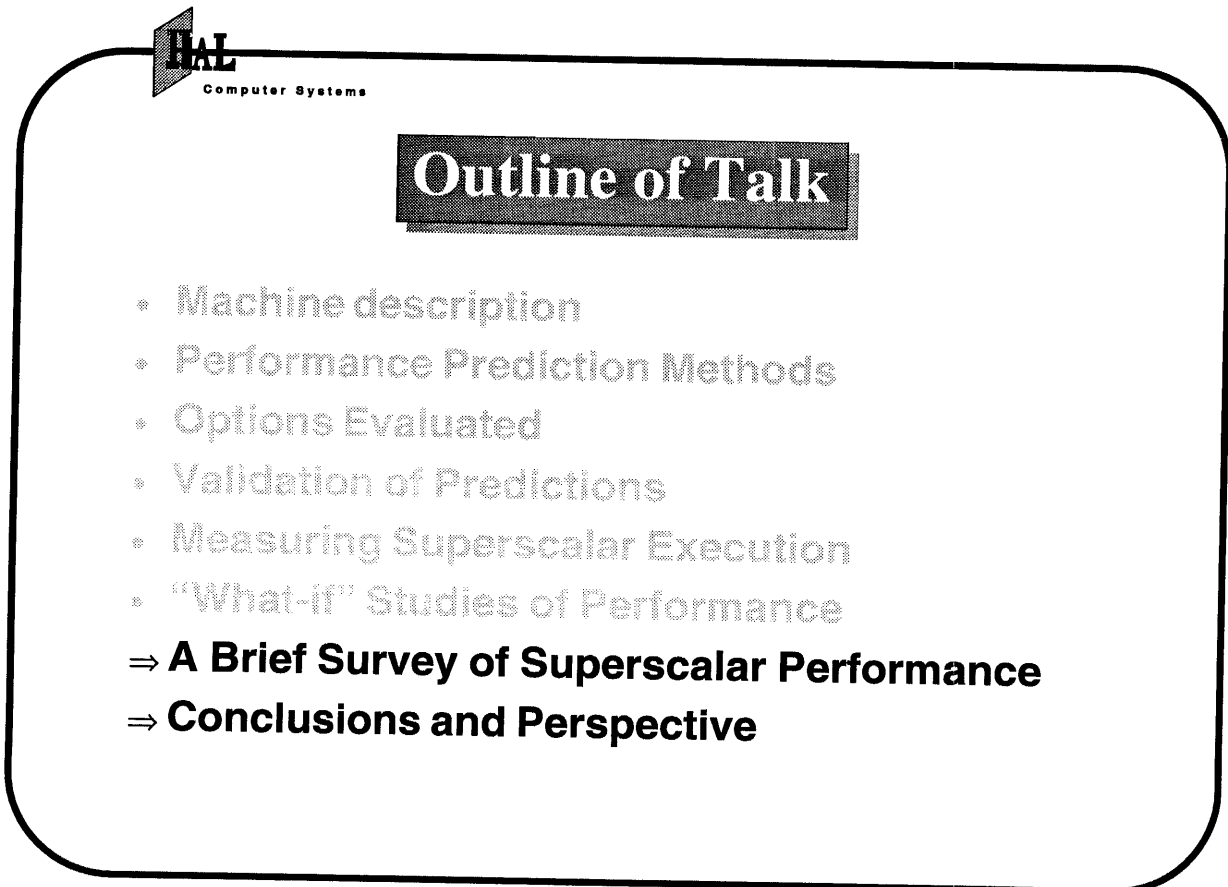 HAL
Computer Systems
Outline of Talk
• Machine description
• Performance Prediction Methods
• Options Evaluated
• Validation of Predictions
• Measuring Superscalar Execution
• “What-if” Studies of Performance
⇒ A Brief Survey of Superscalar Performance
⇒ Conclusions and Perspective